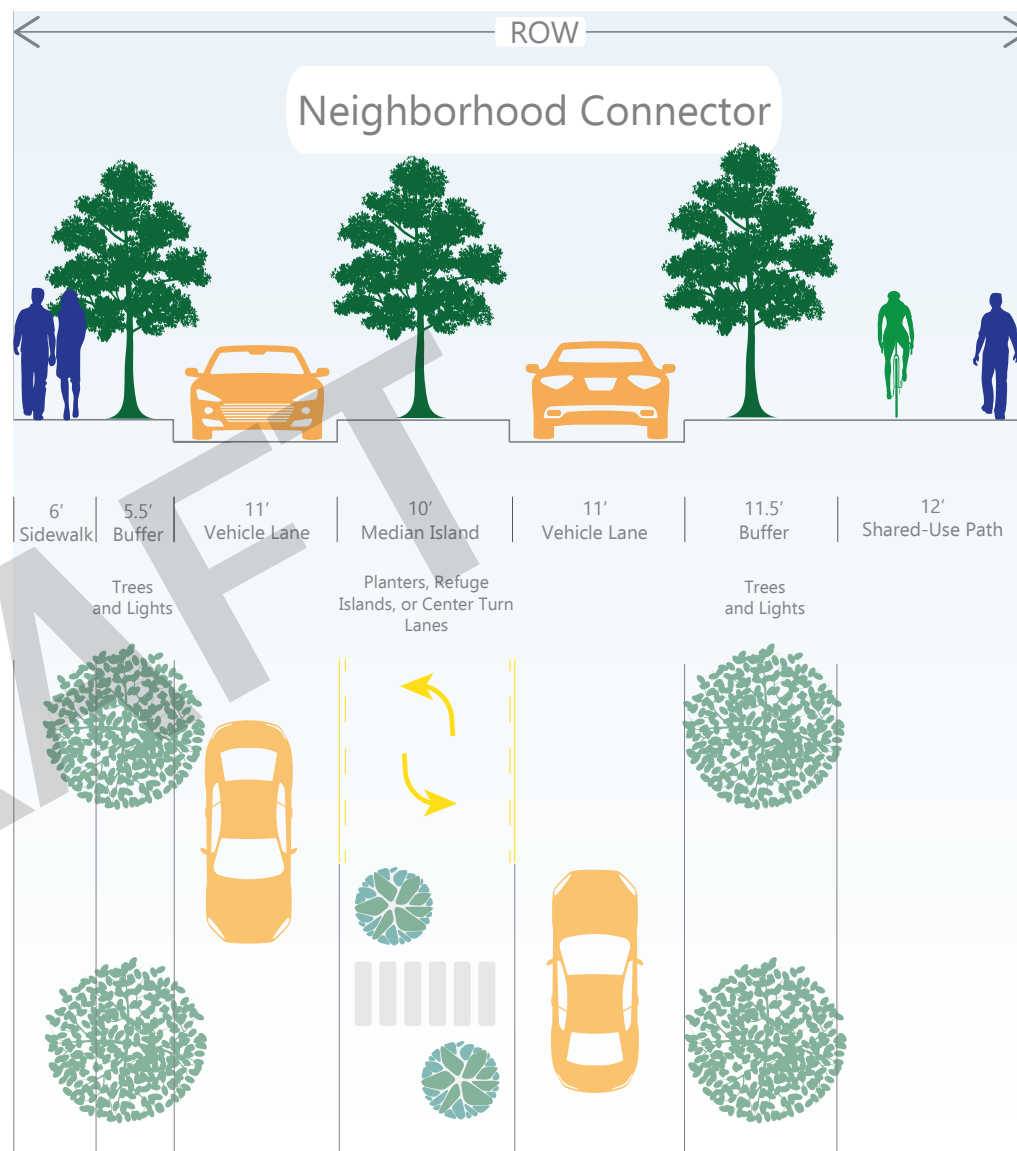 ROW
Neighborhood Connector
6’
Sidewalk
5.5’
Buffer
11’
Vehicle Lane
10’
Median Island
11’
Vehicle Lane
11.5’
Buffer
12’
Shared-Use Path
Trees
and Lights
Planters, Refuge
Islands, or Center Turn
Lanes
Trees
and Lights
AFT